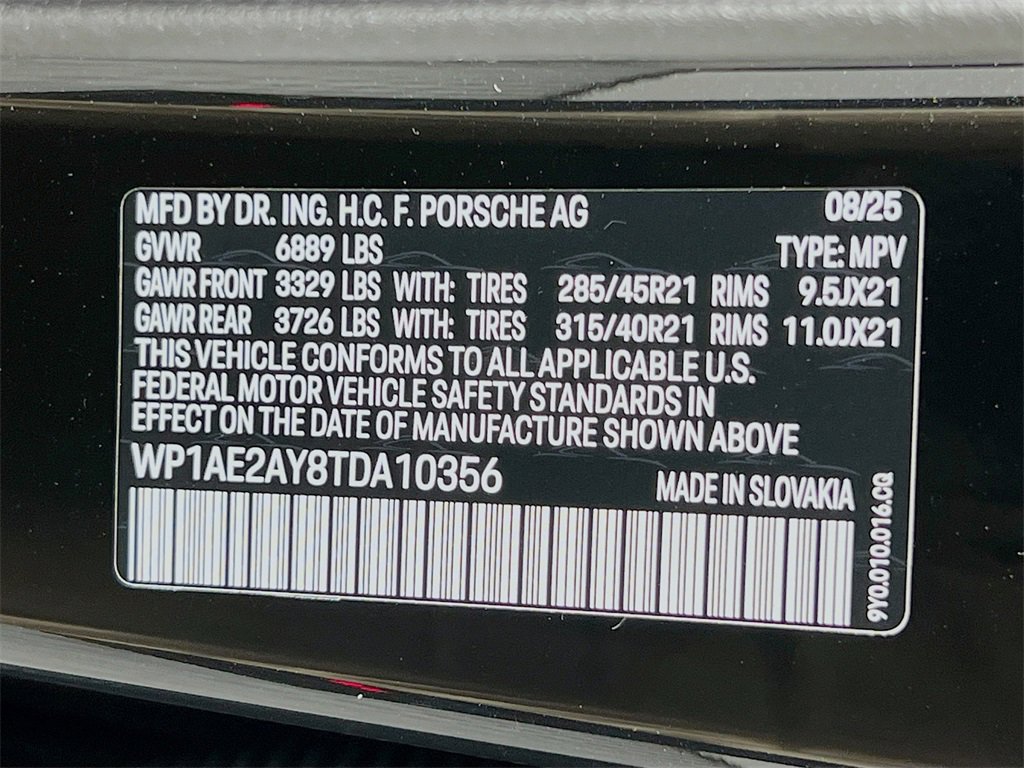 MFD BY DR. ING. H.C. F. PORSCHE AG 08/25
GVWR 6889 LBS TYPE: MPV
GAWR FRONT 3329 LBS WITH: TIRES 285/45R21 RIMS 9.5JX21
GAWR REAR 3726 LBS WITH: TIRES 315/40R21 RIMS 11.0JX21
THIS VEHICLE CONFORMS TO ALL APPLICABLE U.S.
FEDERAL MOTOR VEHICLE SAFETY STANDARDS IN
EFFECT ON THE DATE OF MANUFACTURE SHOWN ABOVE
WP1AE2AY8TDA10356 MADE IN SLOVAKIA
9Y0.010.016.CQ